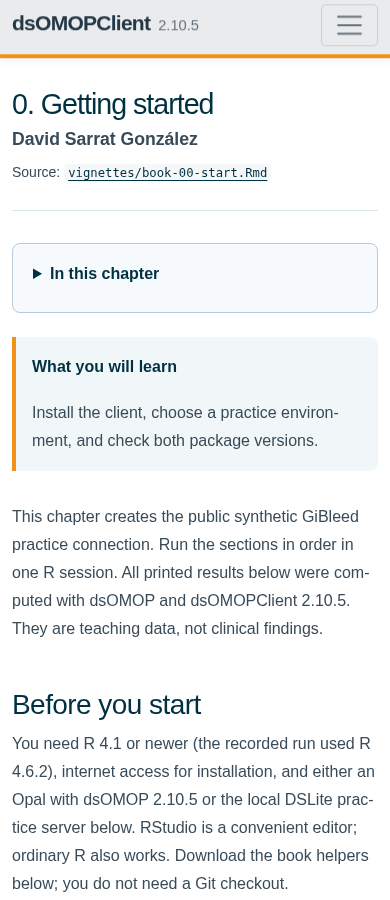 dsOMOPClient 2.10.5
0. Getting started
David Sarrat González
Source: vignettes/book-00-start.Rmd
In this chapter
What you will learn
Install the client, choose a practice environ-
ment, and check both package versions.
This chapter creates the public synthetic GiBleed
practice connection. Run the sections in order in
one R session. All printed results below were com-
puted with dsOMOP and dsOMOPClient 2.10.5.
They are teaching data, not clinical findings.
Before you start
You need R 4.1 or newer (the recorded run used R
4.6.2), internet access for installation, and either an
Opal with dsOMOP 2.10.5 or the local DSLite prac-
tice server below. RStudio is a convenient editor;
ordinary R also works. Download the book helpers
below; you do not need a Git checkout.